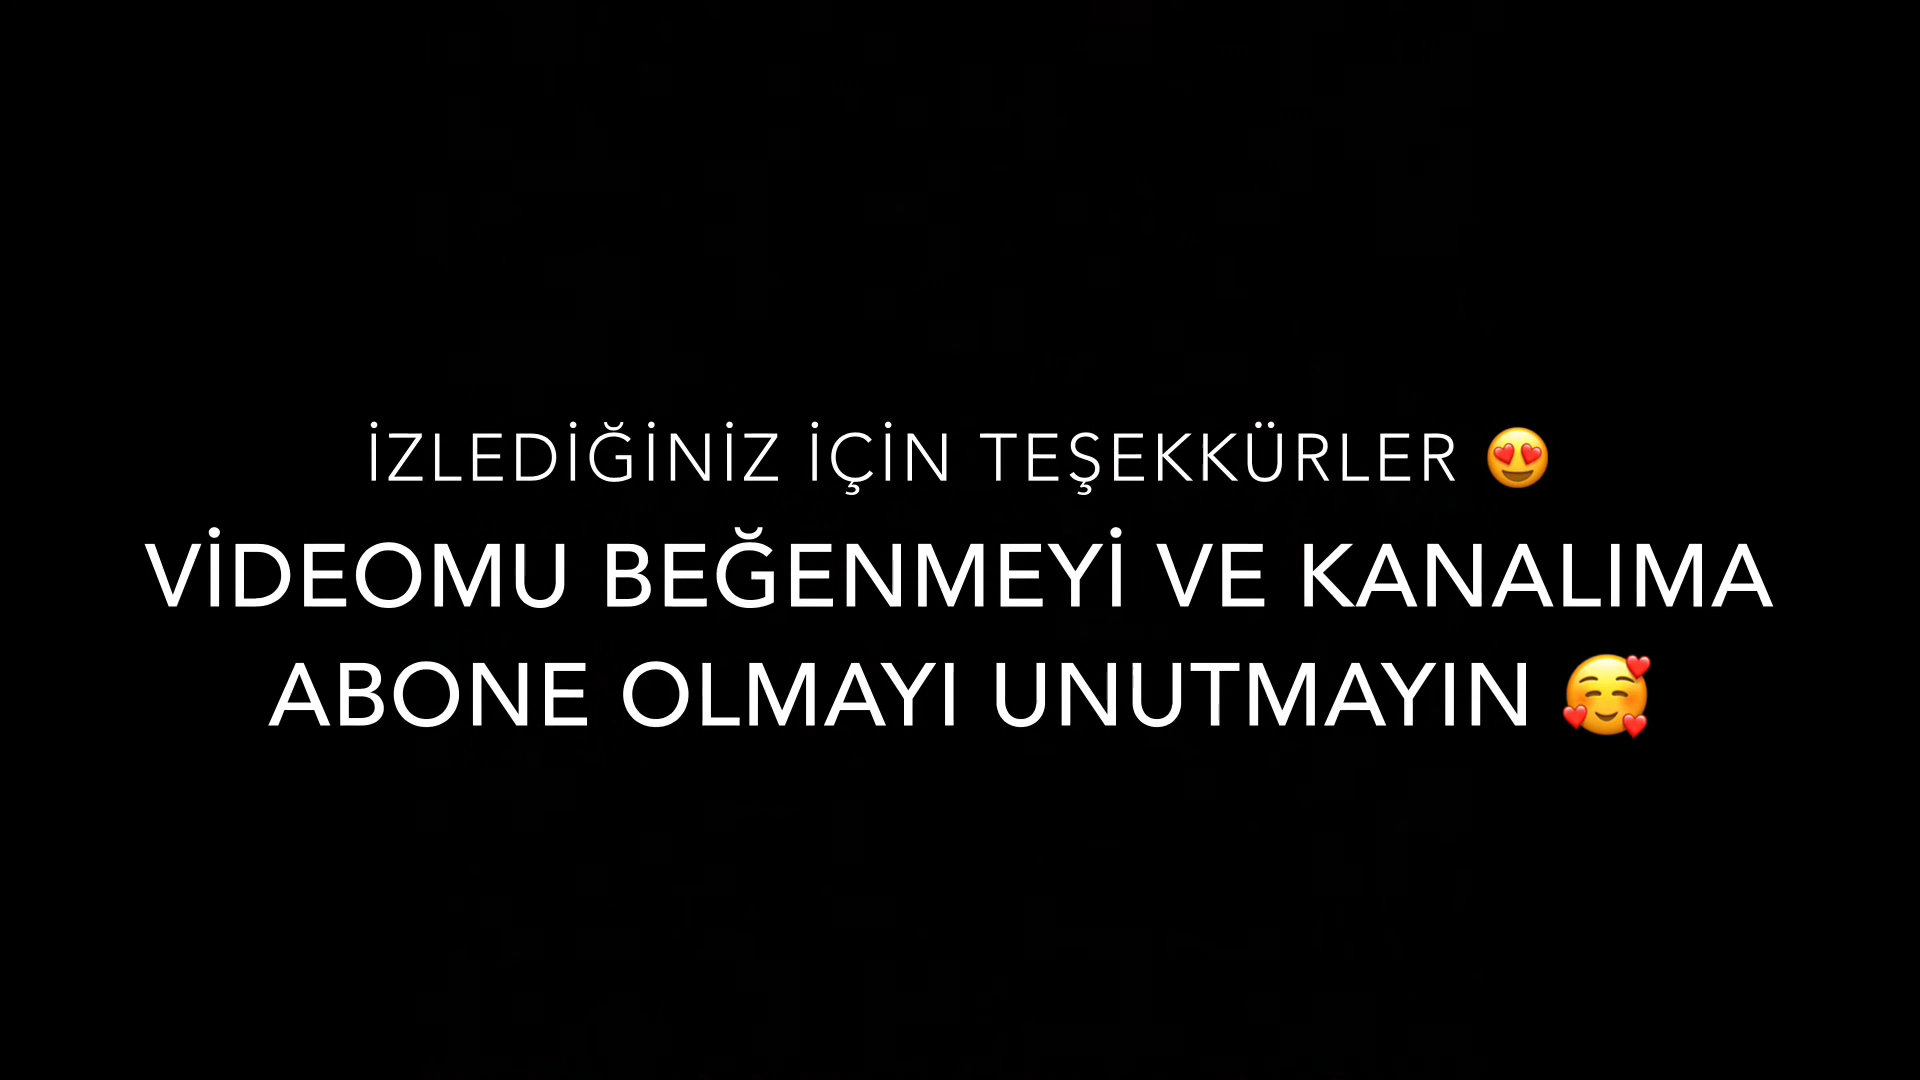 İZLEDİĞİNİZ İÇİN TEŞEKKÜRLER 😍
VİDEOMU BEĞENMEYİ VE KANALIMA
ABONE OLMAYI UNUTMAYIN 🥰